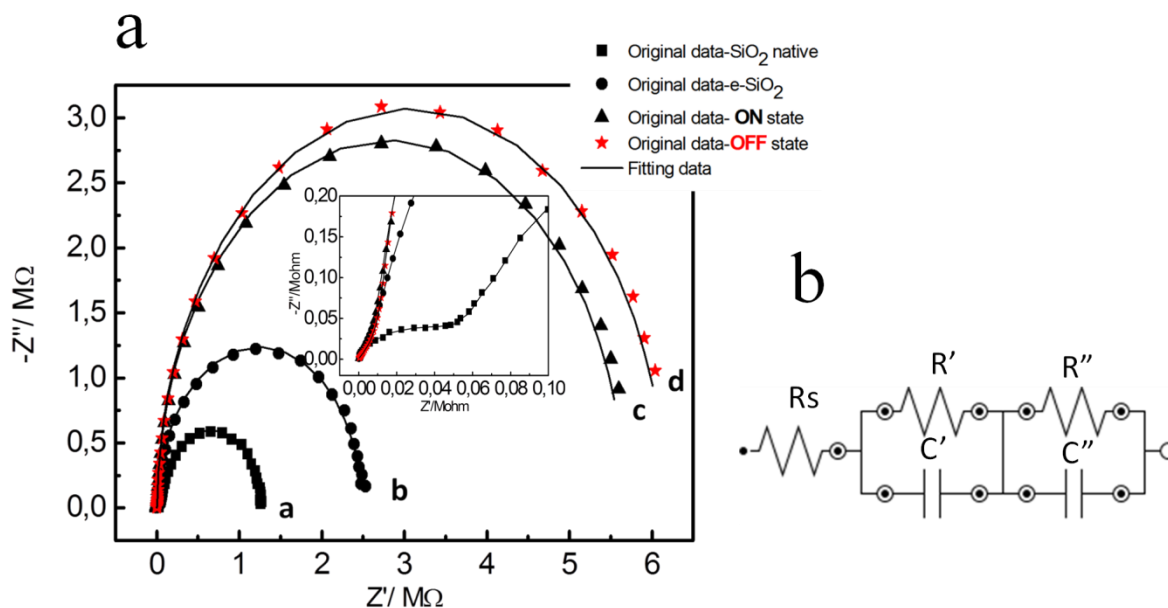 a
Original data-SiO₂ native
Original data-e-SiO₂
Original data- ON state
Original data-OFF state
Fitting data
3,0
2,5
2,0
1,5
1,0
0,5
0,0
-Z''/ MΩ
0 1 2 3 4 5 6
Z'/ MΩ
0,20
0,15
0,10
0,05
0,00
-Z''/Mohm
0,00 0,02 0,04 0,06 0,08 0,10
Z'/Mohm
a
b
c
d
b
Rs
R’
R”
C’
C”